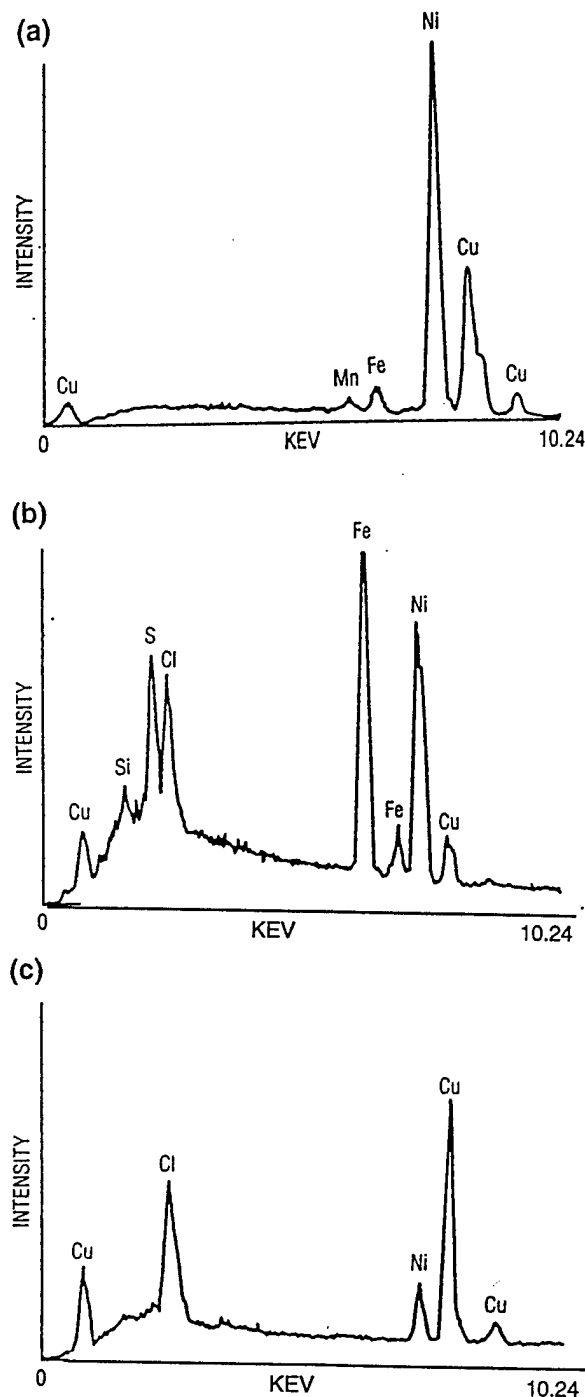 (a)
Ni
INTENSITY
Cu
Cu
Mn
Fe
Cu
0
KEV
10.24
(b)
Fe
Ni
S
Cl
INTENSITY
Si
Cu
Fe
Cu
0
KEV
10.24
(c)
Cu
INTENSITY
Cl
Cu
Ni
Cu
0
KEV
10.24